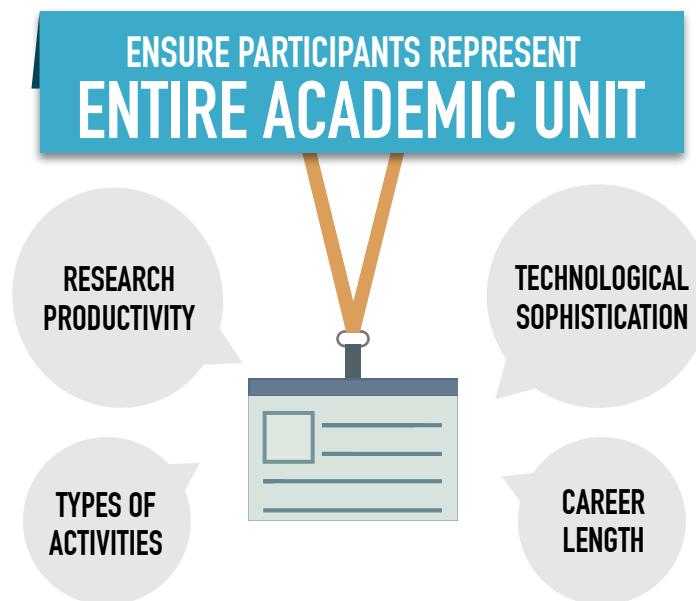 ENSURE PARTICIPANTS REPRESENT
ENTIRE ACADEMIC UNIT
RESEARCH
PRODUCTIVITY
TECHNOLOGICAL
SOPHISTICATION
TYPES OF
ACTIVITIES
CAREER
LENGTH